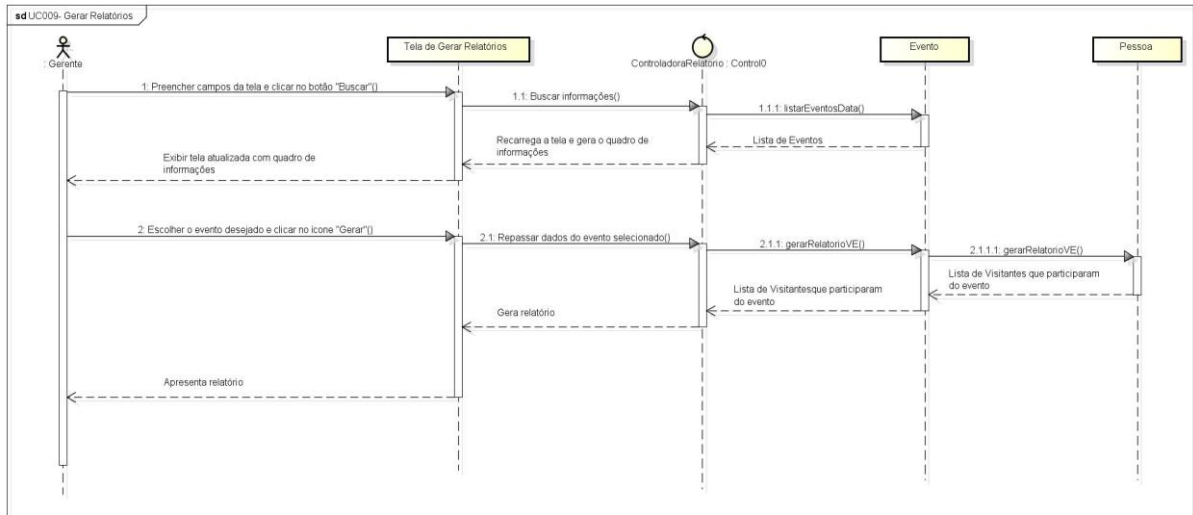 sd UC009- Gerar Relatórios
: Gerente
Tela de Gerar Relatórios
ControladoraRelatorio : Control0
Evento
Pessoa
1: Preencher campos da tela e clicar no botão "Buscar"()
1.1: Buscar informações()
1.1.1: listarEventosData()
Lista de Eventos
Recarrega a tela e gera o quadro de
informações
Exibir tela atualizada com quadro de
informações
2: Escolher o evento desejado e clicar no ícone "Gerar"()
2.1: Repassar dados do evento selecionado()
2.1.1: gerarRelatorioVE()
2.1.1.1: gerarRelatorioVE()
Lista de Visitantes que participaram
do evento
Lista de Visitantesque participaram
do evento
Gera relatório
Apresenta relatório